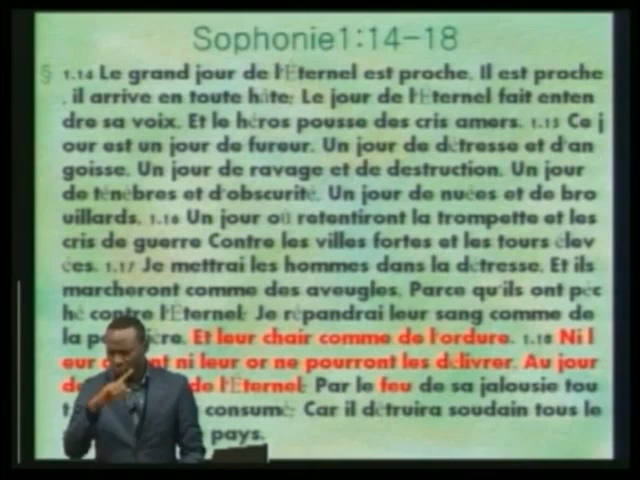 Sophonie1:14-18
§ 1.14 Le grand jour de l'Éternel est proche, Il est proche
, il arrive en toute hâte; Le jour de l'Éternel fait enten
dre sa voix, Et le héros pousse des cris amers. 1.15 Ce j
our est un jour de fureur, Un jour de détresse et d'an
goisse, Un jour de ravage et de destruction, Un jour
de ténèbres et d'obscurité, Un jour de nuées et de bro
uillards, 1.16 Un jour où retentiront la trompette et les
cris de guerre Contre les villes fortes et les tours élev
ées. 1.17 Je mettrai les hommes dans la détresse, Et ils
marcheront comme des aveugles, Parce qu'ils ont péc
hé contre l'Éternel; Je répandrai leur sang comme de
la Et leur chair comme de l'ordure. 1.18 Ni l
eur ni leur or ne pourront les délivrer, Au jour
de l'Éternel; Par le feu de sa jalousie tou
consumé; Car il détruira soudain tous le
pays.